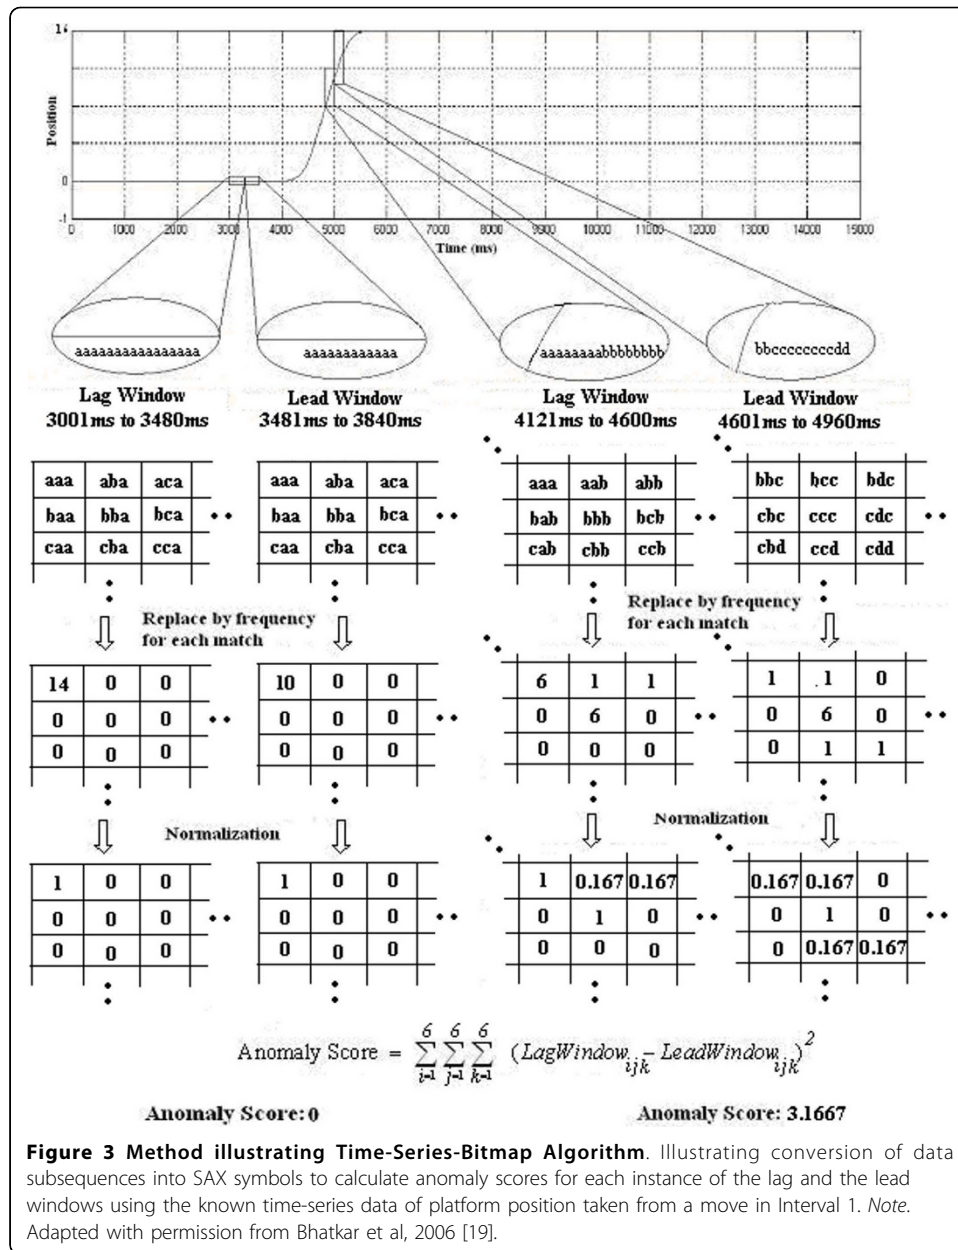 1ť
Position
0
-1
0 1000 2000 3000 4000 5000 6000 7000 8000 9000 10000 11000 12000 13000 14000 15000
Time (ms)
aaaaaaaaaaaaaaaa aaaaaaaaaaaa aaaaaaaabbbbbbbb bbccccccccdd
Lag Window Lead Window Lag Window Lead Window
3001ms to 3480ms 3481ms to 3840ms 4121ms to 4600ms 4601ms to 4960ms
aaa aba aca aaa aba aca aaa aab abb bbc bcc bdc
baa bba bca baa bba bca bab bbb bcb cbc ccc cdc
caa cba cca caa cba cca cab cbb ccb cbd ccd cdd
Replace by frequency Replace by frequency
for each match for each match
14 0 0 10 0 0 6 1 1 1 1 0
0 0 0 0 0 0 0 6 0 0 6 0
0 0 0 0 0 0 0 0 0 0 1 1
Normalization Normalization
1 0 0 1 0 0 1 0.167 0.167 0.167 0.167 0
0 0 0 0 0 0 0 1 0 0 1 0
0 0 0 0 0 0 0 0 0 0 0.167 0.167
Anomaly Score = 6∑i=1 6∑j=1 6∑k=1 (LagWindow_ijk − LeadWindow_ijk)²
Anomaly Score: 0 Anomaly Score: 3.1667
Figure 3 Method illustrating Time-Series-Bitmap Algorithm. Illustrating conversion of data
subsequences into SAX symbols to calculate anomaly scores for each instance of the lag and the lead
windows using the known time-series data of platform position taken from a move in Interval 1. Note.
Adapted with permission from Bhatkar et al, 2006 [19].